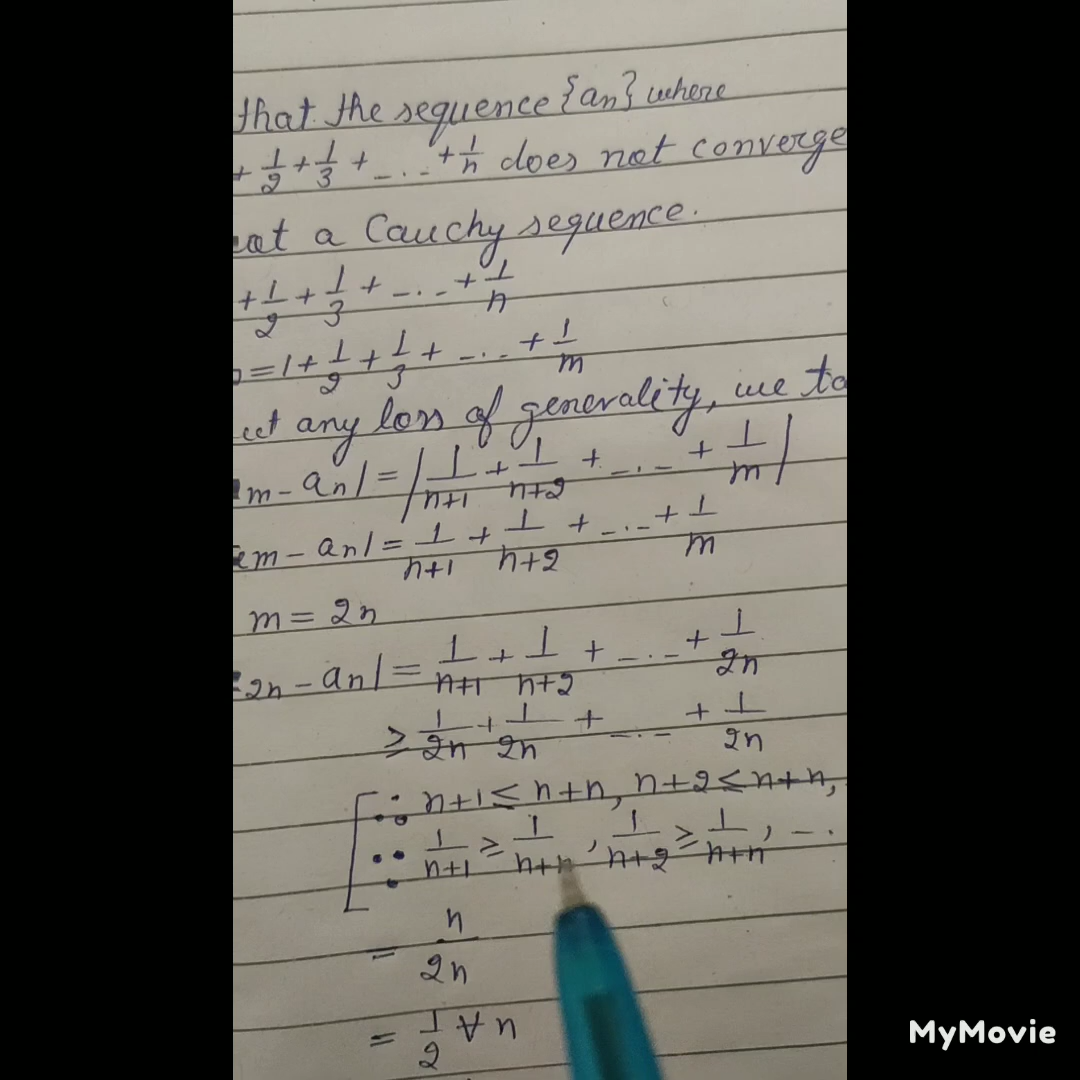 that the sequence {an} where
+ 1/2 + 1/3 + -..- + 1/n does not converge
a Cauchy sequence.
+ 1/2 + 1/3 + -..- + 1/n
= 1 + 1/2 + 1/3 + -..- + 1/m
any loss of generality, we
m - an| = |1/n+1 + 1/n+2 + -..- + 1/m|
m - an| = 1/n+1 + 1/n+2 + -..- + 1/m
m = 2n
2n - an| = 1/n+1 + 1/n+2 + -..- + 1/2n
≥ 1/2n + 1/2n + -..- + 1/2n
[∵ n+1 ≤ n+n, n+2 ≤ n+n,
∴ 1/n+1 ≥ 1/n+n, 1/n+2 ≥ 1/n+n, -..
= n/2n
= 1/2 ∀ n
MyMovie